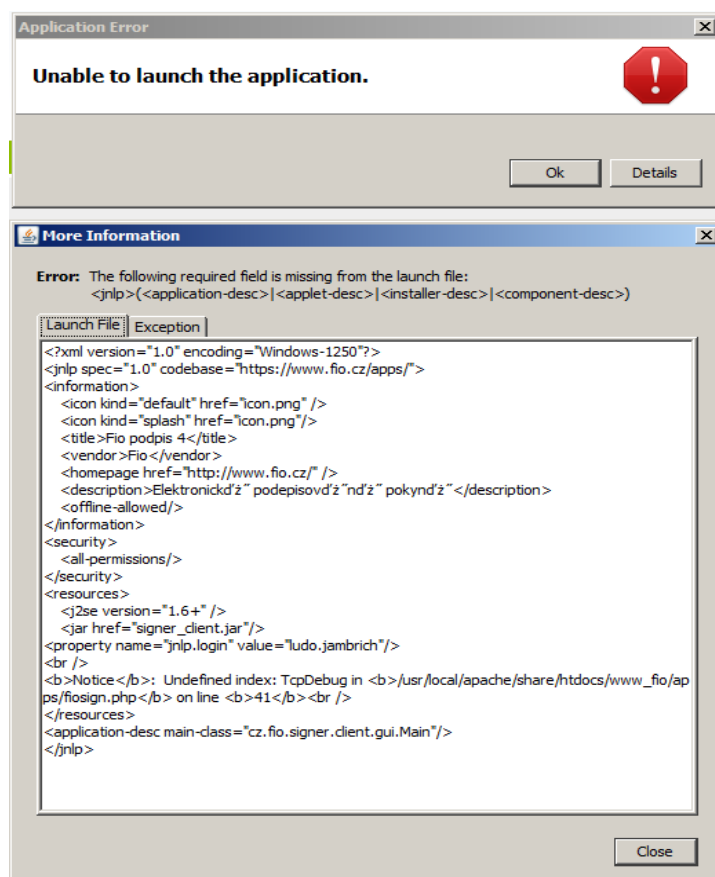 Application Error
Unable to launch the application.
Ok
Details
More Information
Error: The following required field is missing from the launch file:
<jnlp>(<application-desc>|<applet-desc>|<installer-desc>|<component-desc>)
Launch File
Exception
<?xml version="1.0" encoding="Windows-1250"?>
<jnlp spec="1.0" codebase="https://www.fio.cz/apps/">
<information>
<icon kind="default" href="icon.png" />
<icon kind="splash" href="icon.png"/>
<title>Fio podpis 4</title>
<vendor>Fio</vendor>
<homepage href="http://www.fio.cz/" />
<description>Elektronickďż˝ podepisovďż˝nďż˝ pokynďż˝</description>
<offline-allowed/>
</information>
<security>
<all-permissions/>
</security>
<resources>
<j2se version="1.6+" />
<jar href="signer_client.jar"/>
<property name="jnlp.login" value="ludo.jambrich"/>
<br />
<b>Notice</b>:  Undefined index: TcpDebug in <b>/usr/local/apache/share/htdocs/www_fio/ap
ps/fiosign.php</b> on line <b>41</b><br />
</resources>
<application-desc main-class="cz.fio.signer.client.gui.Main"/>
</jnlp>
Close